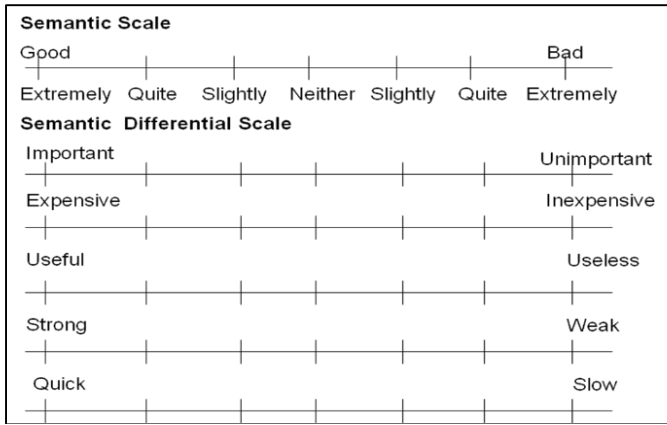 Semantic Scale
Good Bad
Extremely Quite Slightly Neither Slightly Quite Extremely
Semantic Differential Scale
Important Unimportant
Expensive Inexpensive
Useful Useless
Strong Weak
Quick Slow